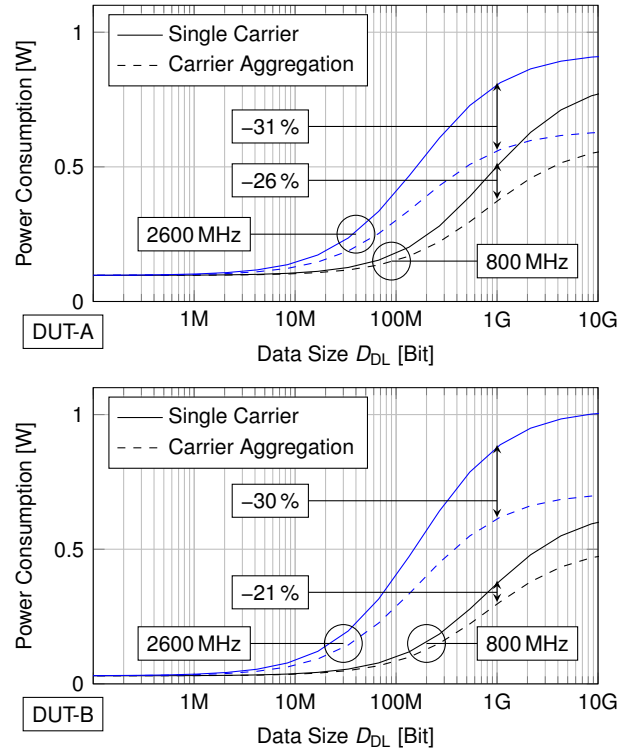 1
Single Carrier
Carrier Aggregation
−31 %
0.5
−26 %
2600 MHz
800 MHz
0
1M 10M 100M 1G 10G
DUT-A
Data Size DDL [Bit]
Power Consumption [W]
1
Single Carrier
Carrier Aggregation
−30 %
0.5
−21 %
2600 MHz
800 MHz
0
1M 10M 100M 1G 10G
DUT-B
Data Size DDL [Bit]
Power Consumption [W]